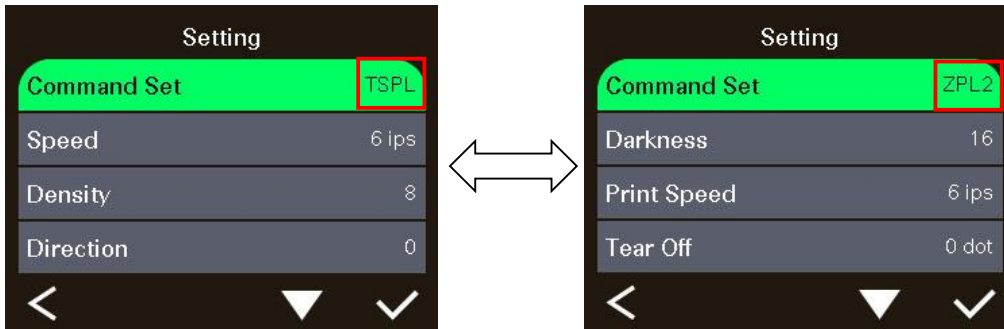 Setting
Command Set TSPL
Speed 6 ips
Density 8
Direction 0
Setting
Command Set ZPL2
Darkness 16
Print Speed 6 ips
Tear Off 0 dot